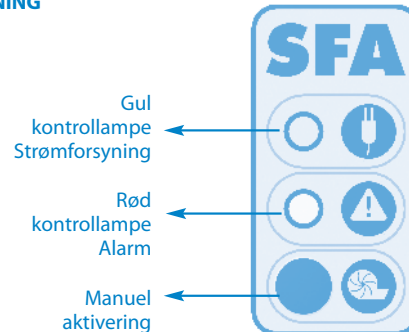 NING
SFA
Gul
kontrollampe
Strømforsyning
Rød
kontrollampe
Alarm
Manuel
aktivering